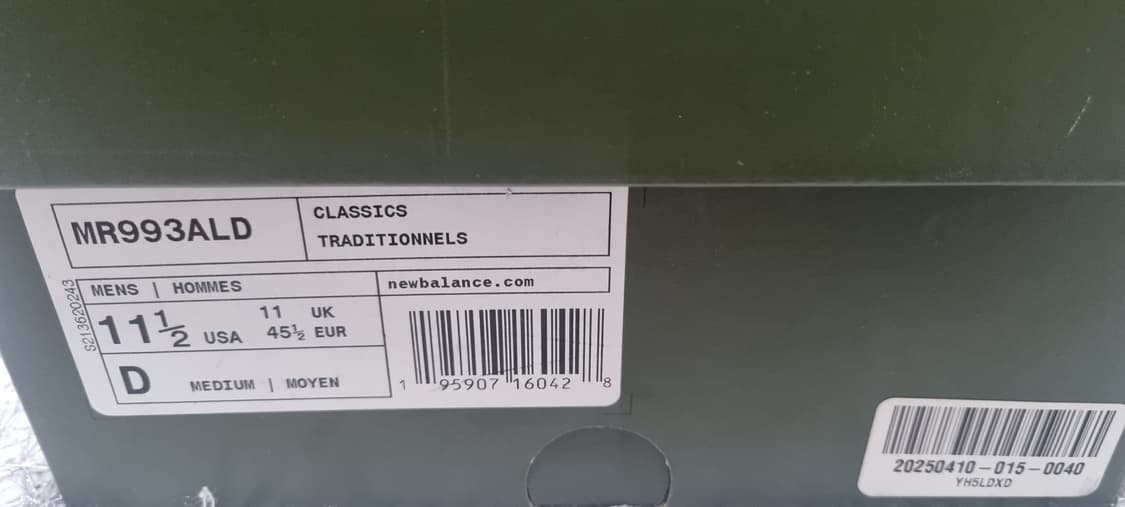 MR993ALD
CLASSICS
TRADITIONNELS
S213620243
MENS | HOMMES
newbalance.com
11½ USA
11 UK
45½ EUR
D MEDIUM | MOYEN
1 95907 16042 8
20250410-015-0040
YH5LDXD